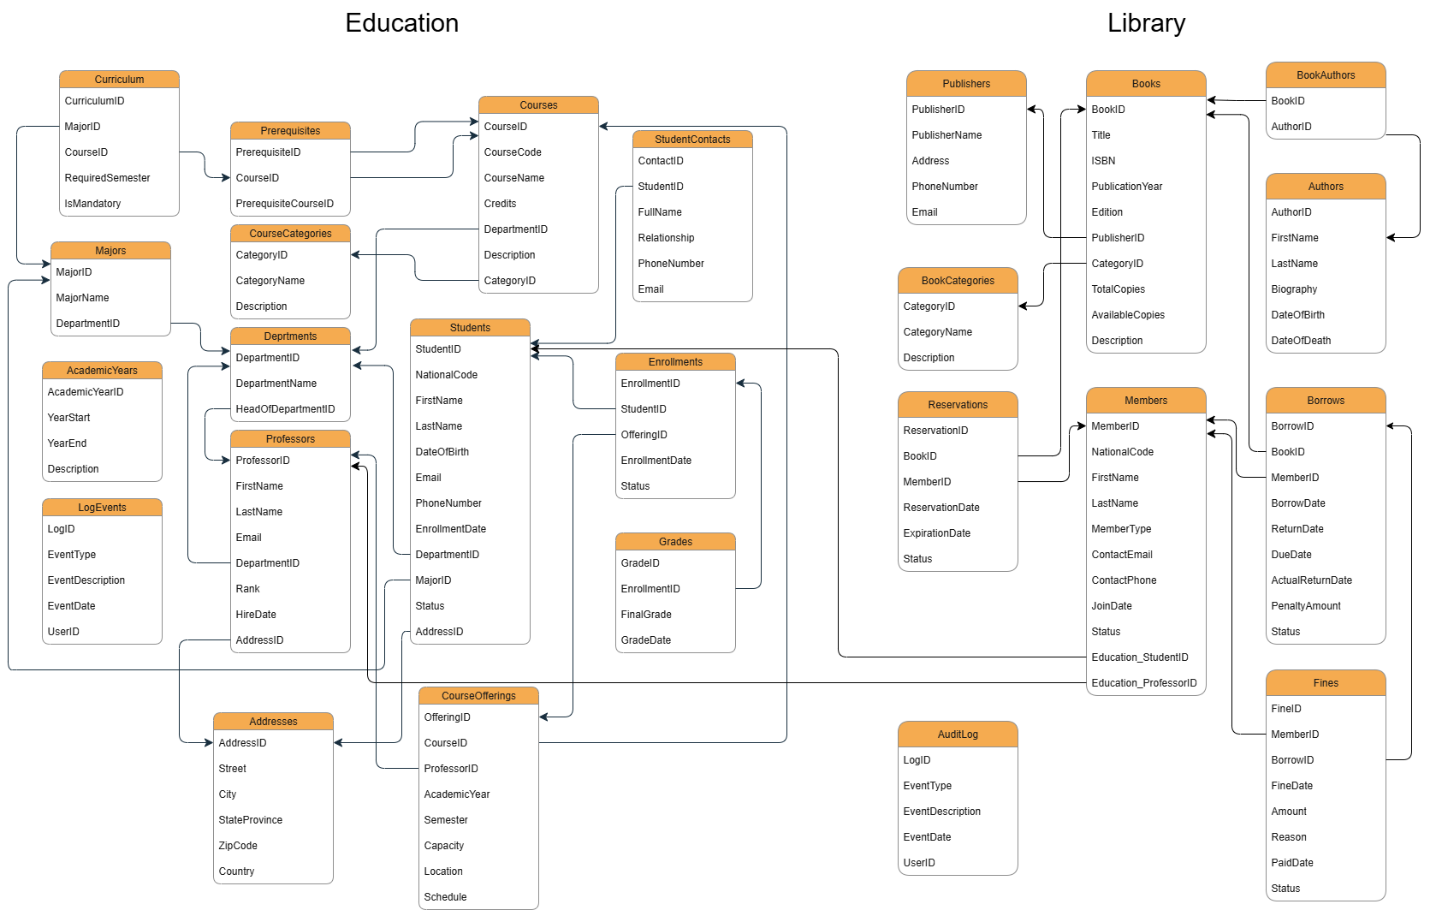 Education
Library
Curriculum
CurriculumID
MajorID
CourseID
RequiredSemester
IsMandatory
Prerequisites
PrerequisiteID
CourseID
PrerequisiteCourseID
Courses
CourseID
CourseCode
CourseName
Credits
DepartmentID
Description
CategoryID
StudentContacts
ContactID
StudentID
FullName
Relationship
PhoneNumber
Email
CourseCategories
CategoryID
CategoryName
Description
Majors
MajorID
MajorName
DepartmentID
Deprtments
DepartmentID
DepartmentName
HeadOfDepartmentID
Students
StudentID
NationalCode
FirstName
LastName
DateOfBirth
Email
PhoneNumber
EnrollmentDate
DepartmentID
MajorID
Status
AddressID
Enrollments
EnrollmentID
StudentID
OfferingID
EnrollmentDate
Status
AcademicYears
AcademicYearID
YearStart
YearEnd
Description
Professors
ProfessorID
FirstName
LastName
Email
DepartmentID
Rank
HireDate
AddressID
LogEvents
LogID
EventType
EventDescription
EventDate
UserID
Grades
GradeID
EnrollmentID
FinalGrade
GradeDate
Addresses
AddressID
Street
City
StateProvince
ZipCode
Country
CourseOfferings
OfferingID
CourseID
ProfessorID
AcademicYear
Semester
Capacity
Location
Schedule
Publishers
PublisherID
PublisherName
Address
PhoneNumber
Email
Books
BookID
Title
ISBN
PublicationYear
Edition
PublisherID
CategoryID
TotalCopies
AvailableCopies
Description
BookAuthors
BookID
AuthorID
Authors
AuthorID
FirstName
LastName
Biography
DateOfBirth
DateOfDeath
BookCategories
CategoryID
CategoryName
Description
Reservations
ReservationID
BookID
MemberID
ReservationDate
ExpirationDate
Status
Members
MemberID
NationalCode
FirstName
LastName
MemberType
ContactEmail
ContactPhone
JoinDate
Status
Education_StudentID
Education_ProfessorID
Borrows
BorrowID
BookID
MemberID
BorrowDate
ReturnDate
DueDate
ActualReturnDate
PenaltyAmount
Status
AuditLog
LogID
EventType
EventDescription
EventDate
UserID
Fines
FineID
MemberID
BorrowID
FineDate
Amount
Reason
PaidDate
Status